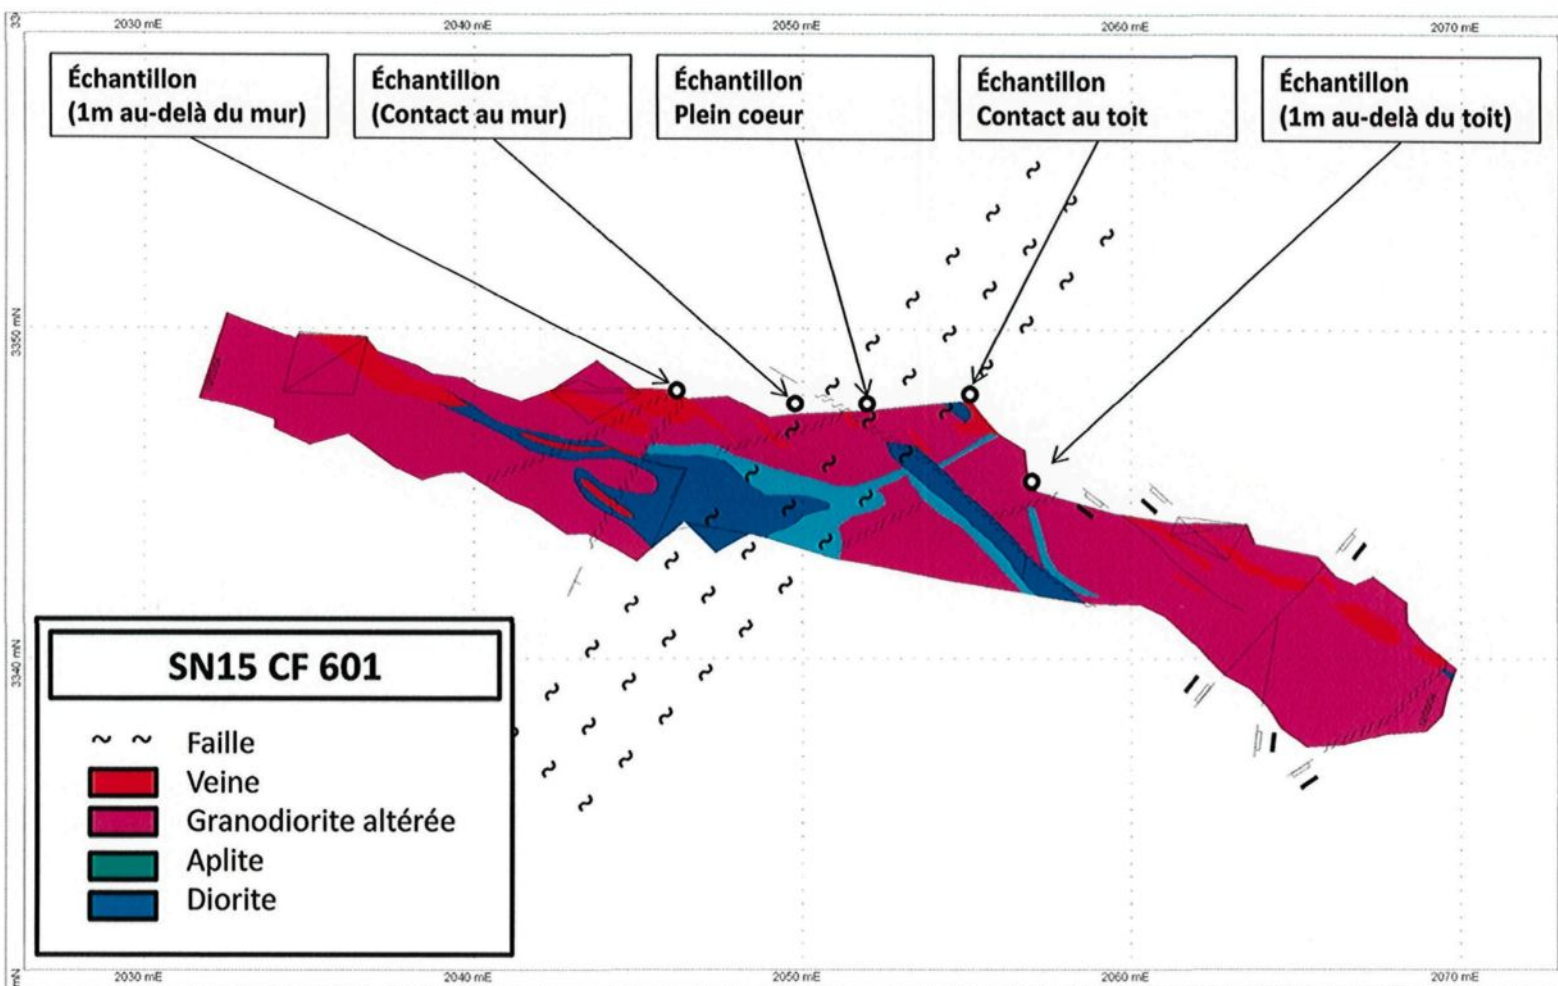 2030 mE 2040 mE 2050 mE 2060 mE 2070 mE
Échantillon
(1m au-delà du mur)
Échantillon
(Contact au mur)
Échantillon
Plein coeur
Échantillon
Contact au toit
Échantillon
(1m au-delà du toit)
3350 mN
3340 mN
SN15 CF 601
~ ~ Faille
Veine
Granodiorite altérée
Aplite
Diorite
mN
2030 mE 2040 mE 2050 mE 2060 mE 2070 mE